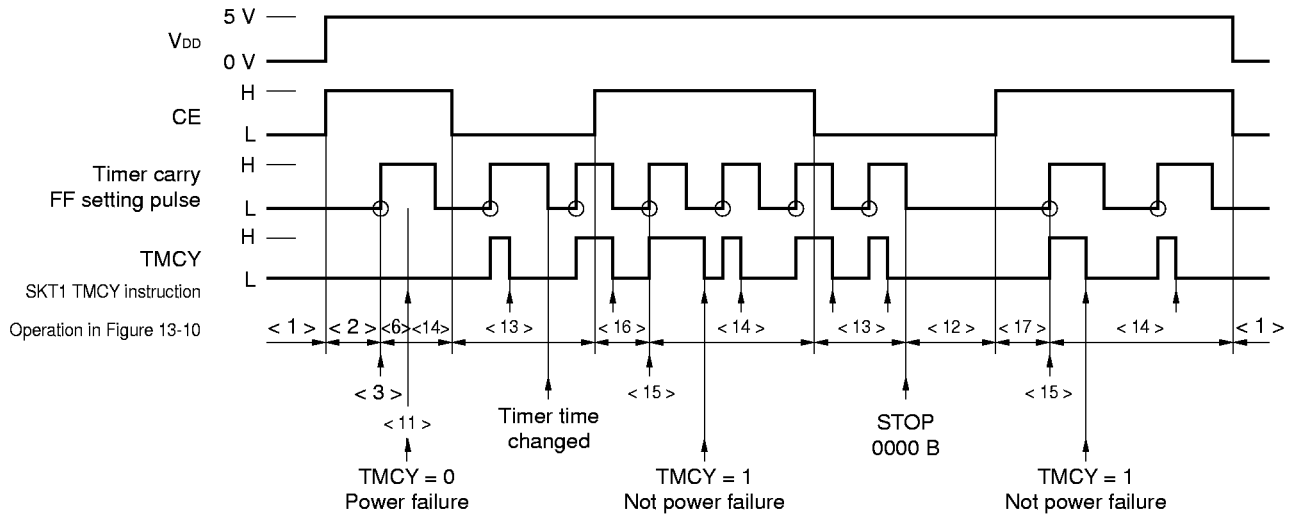 5 V
VDD
0 V
H
CE
L
H
Timer carry
FF setting pulse
L
H
TMCY
L
SKT1 TMCY instruction
Operation in Figure 13-10
< 1 > < 2 > <6> <14> < 13 > < 16 > < 14 > < 13 > < 12 > < 17 > < 14 > < 1 >
< 3 > < 15 > < 15 >
< 11 >
Timer time
changed
STOP
0000 B
TMCY = 0
Power failure
TMCY = 1
Not power failure
TMCY = 1
Not power failure